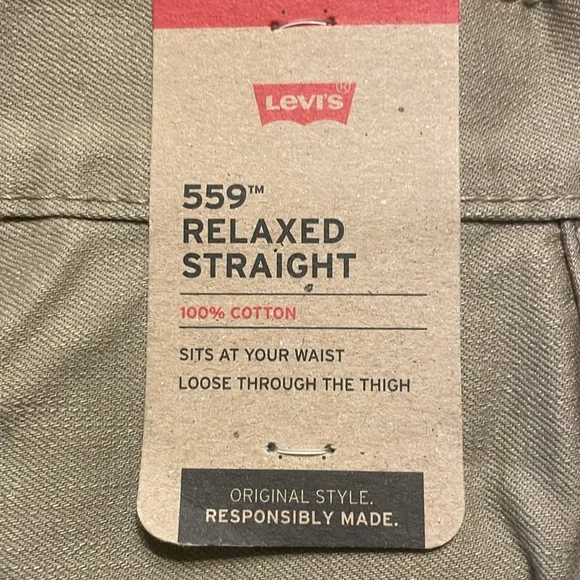 Levi's®
559™
RELAXED
STRAIGHT
100% COTTON
SITS AT YOUR WAIST
LOOSE THROUGH THE THIGH
ORIGINAL STYLE.
RESPONSIBLY MADE.